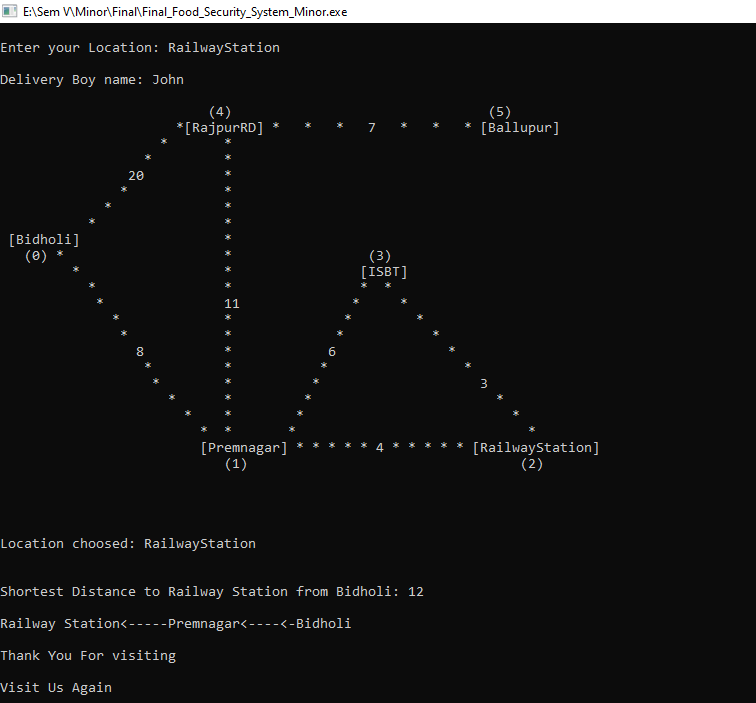 E:\Sem V\Minor\Final\Final_Food_Security_System_Minor.exe
Enter your Location: RailwayStation
Delivery Boy name: John
(4) (5)
*[RajpurRD] * * * 7 * * * [Ballupur]
* *
* *
20 *
* *
* *
* *
[Bidholi] *
(0) * * (3)
* * [ISBT]
* * * *
* 11 * *
* * * *
* * * *
8 * 6 *
* * * *
* * * 3
* * * *
* * * *
* * * *
[Premnagar] * * * * * 4 * * * * * [RailwayStation]
(1) (2)
Location choosed: RailwayStation
Shortest Distance to Railway Station from Bidholi: 12
Railway Station<-----Premnagar<----<-Bidholi
Thank You For visiting
Visit Us Again